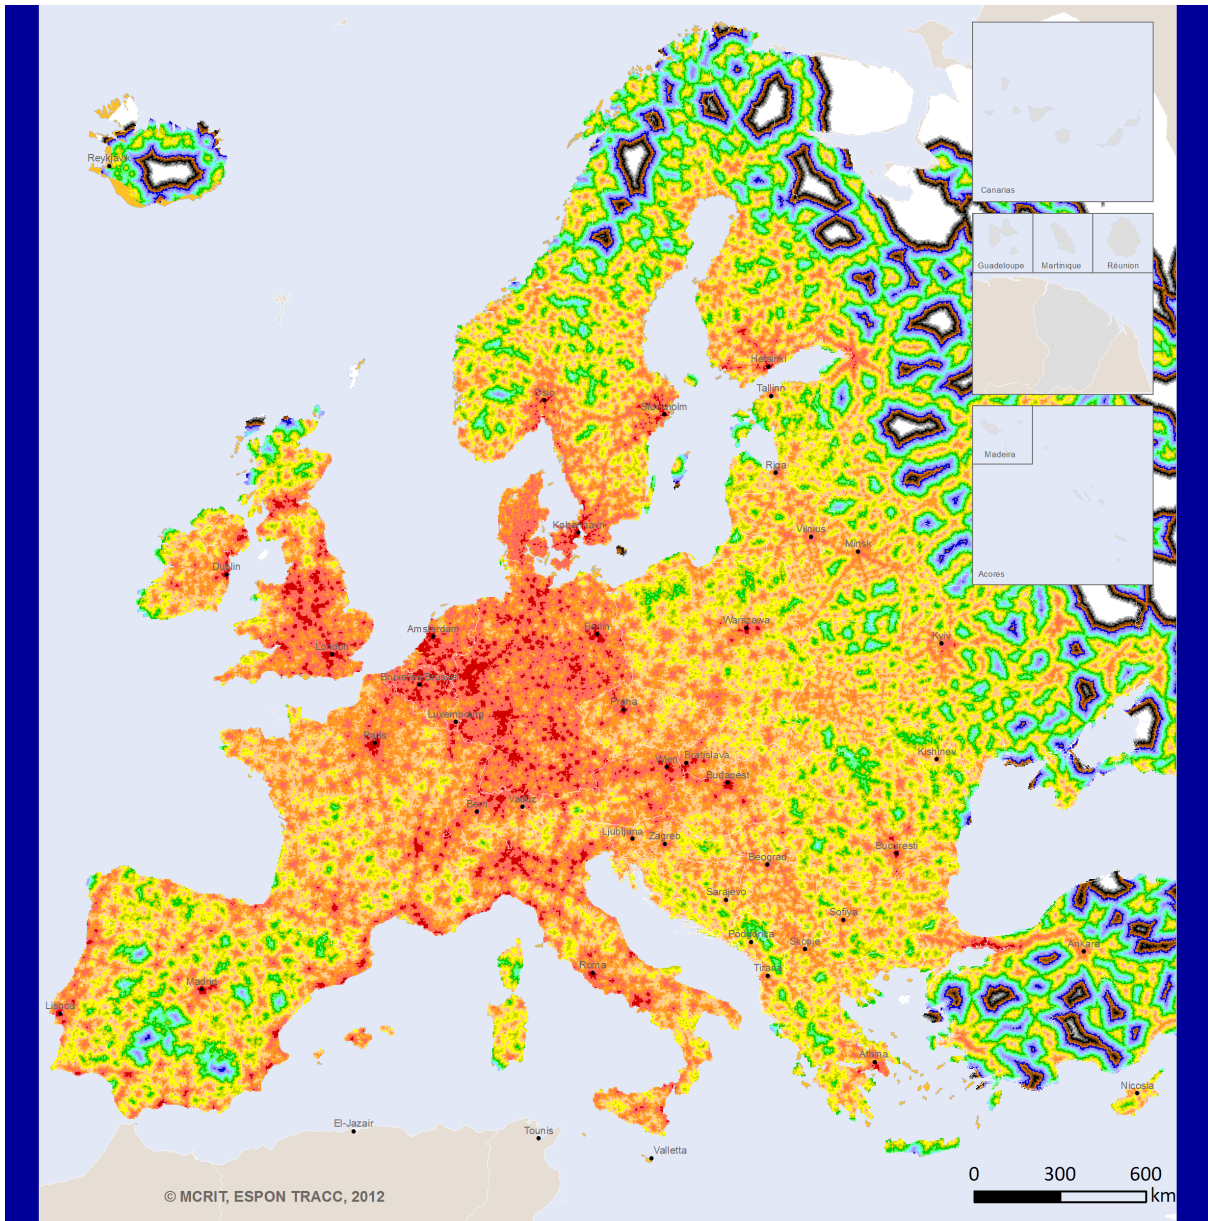 Reykjavik
Canarias
Guadeloupe
Martinique
Réunion
Helsinki
Tallinn
Oslo
Stockholm
Madeira
Riga
København
Vilnius
Minsk
Dublin
Acores
Amsterdam
Berlin
Warszawa
Kyiv
London
Luxembourg
Praha
Paris
Kishinev
Wien
Bratislava
Budapest
Bern
Vaduz
Ljubljana
Zagreb
Bucuresti
Beograd
Sarajevo
Sofiya
Podgorica
Skopje
Ankara
Roma
Tirana
Madrid
Lisboa
Athina
Nicosia
El-Jazair
Tounis
Valletta
0 300 600
km
© MCRIT, ESPON TRACC, 2012